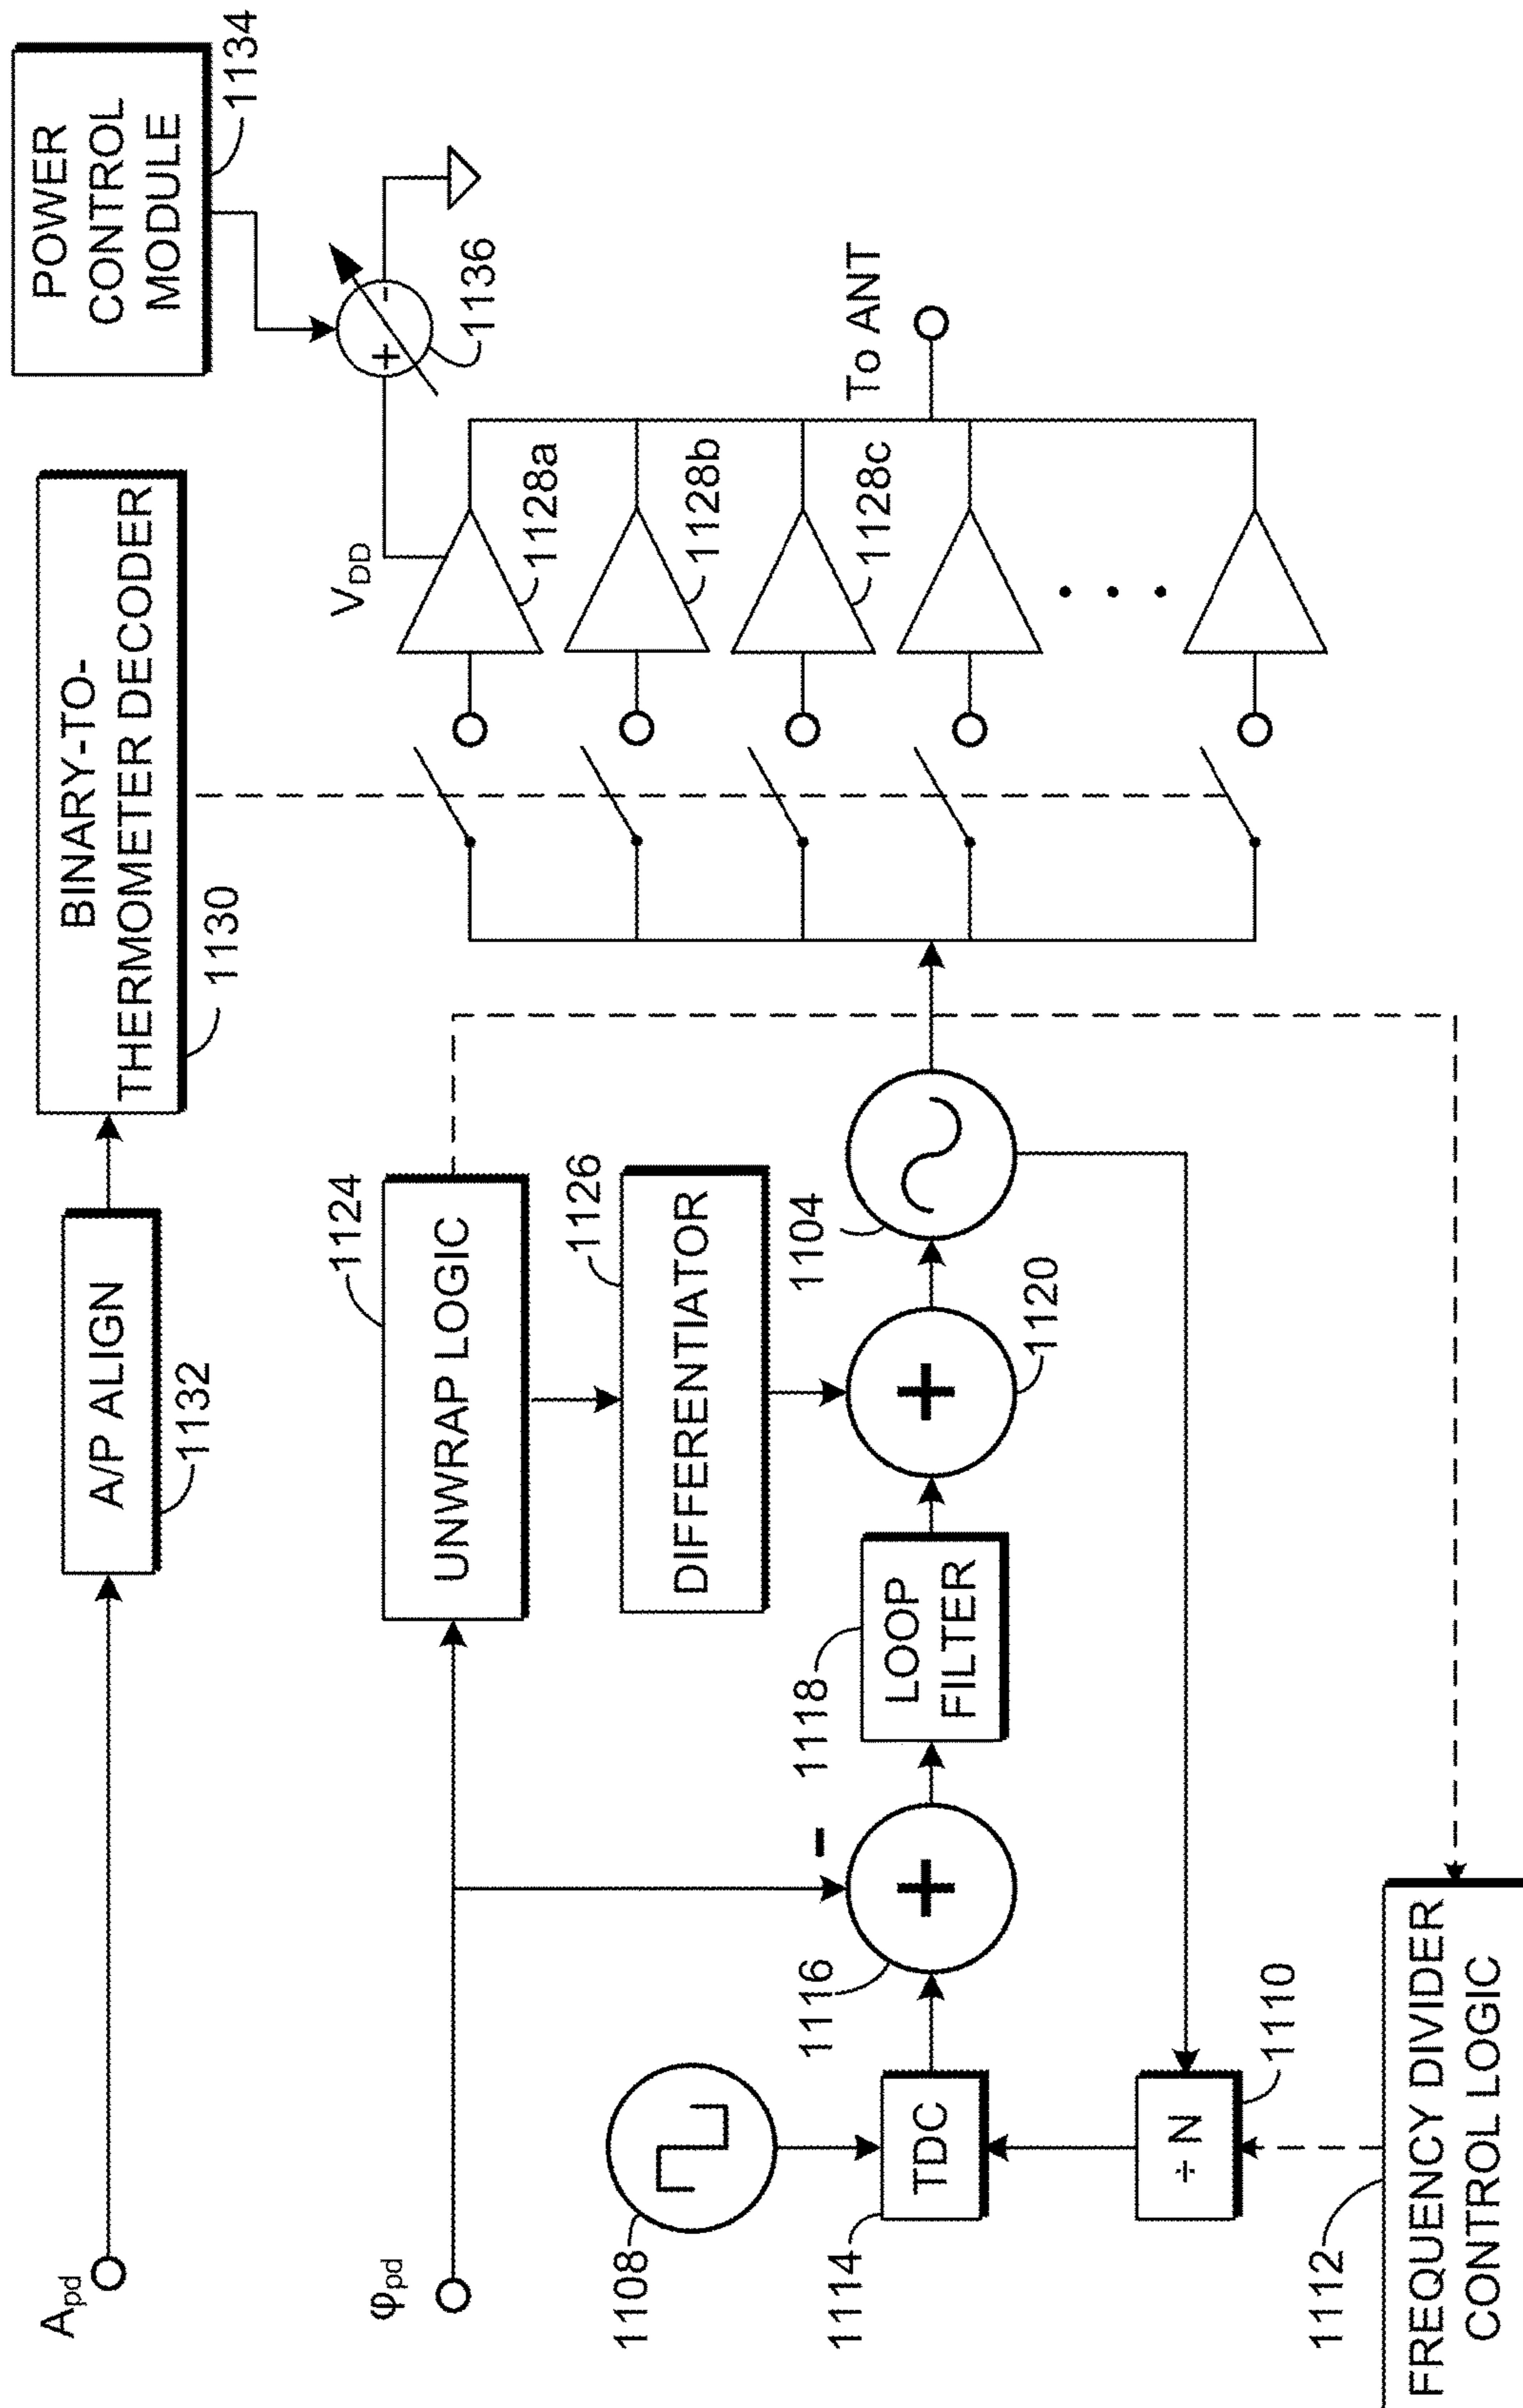 A_pd
A/P ALIGN
1132
BINARY-TO-
THERMOMETER DECODER
1130
POWER
CONTROL
MODULE
1134
φ_pd
UNWRAP LOGIC
1124
DIFFERENTIATOR
1126
V_DD
+
-
1136
1128a
1128b
1128c
To ANT
1108
TDC
1114
+
-
1116
LOOP
FILTER
1118
+
1120
1104
÷ N
1110
FREQUENCY DIVIDER
CONTROL LOGIC
1112